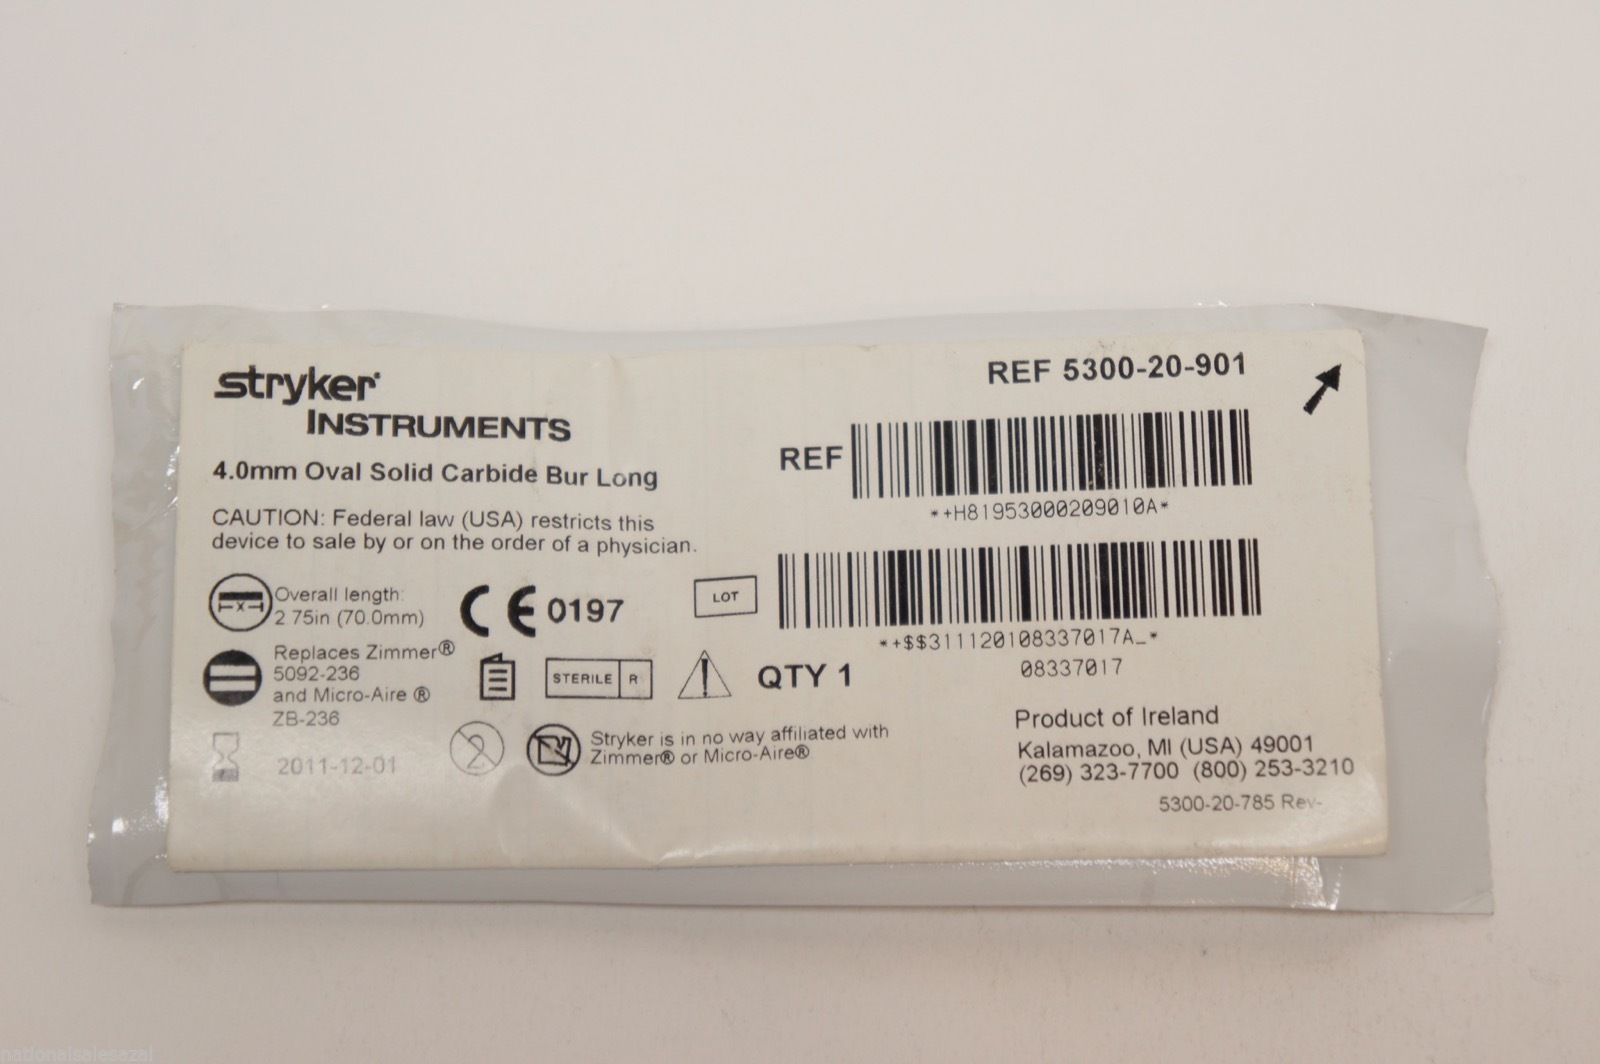 stryker
INSTRUMENTS
4.0mm Oval Solid Carbide Bur Long
CAUTION: Federal law (USA) restricts this
device to sale by or on the order of a physician.
X
Overall length:
2 75in (70.0mm)
CE 0197
Replaces Zimmer®
5092-236
and Micro-Aire ®
ZB-236
STERILE R
QTY 1
2011-12-01
2
Stryker is in no way affiliated with
Zimmer® or Micro-Aire®
REF 5300-20-901
REF
*+H81953000209010A*
LOT
*+$$3111120108337017A_*
08337017
Product of Ireland
Kalamazoo, MI (USA) 49001
(269) 323-7700 (800) 253-3210
5300-20-785 Rev-
nationalsalesazal